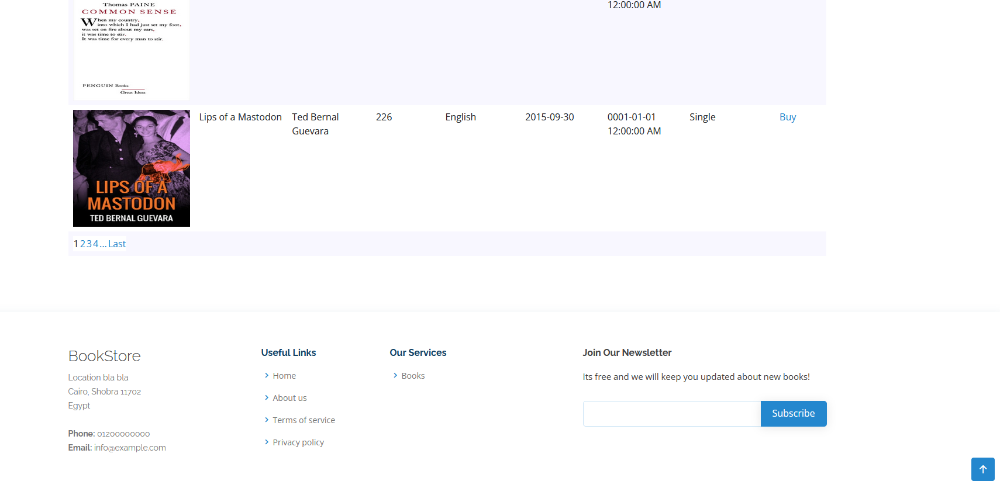 12:00:00 AM
Thomas PAINE
COMMON SENSE
When my country,
into which I had just set my foot,
was set on fire about my ears,
it was time to stir.
It was time for every man to stir.
PENGUIN Books
Great Ideas
Lips of a Mastodon Ted Bernal 226 English 2015-09-30 0001-01-01 Single Buy
Guevara 12:00:00 AM
LIPS OF A
MASTODON
TED BERNAL GUEVARA
1 2 3 4 ... Last
BookStore
Location bla bla
Cairo, Shobra 11702
Egypt
Phone: 01200000000
Email: info@example.com
Useful Links
Home
About us
Terms of service
Privacy policy
Our Services
Books
Join Our Newsletter
Its free and we will keep you updated about new books!
Subscribe